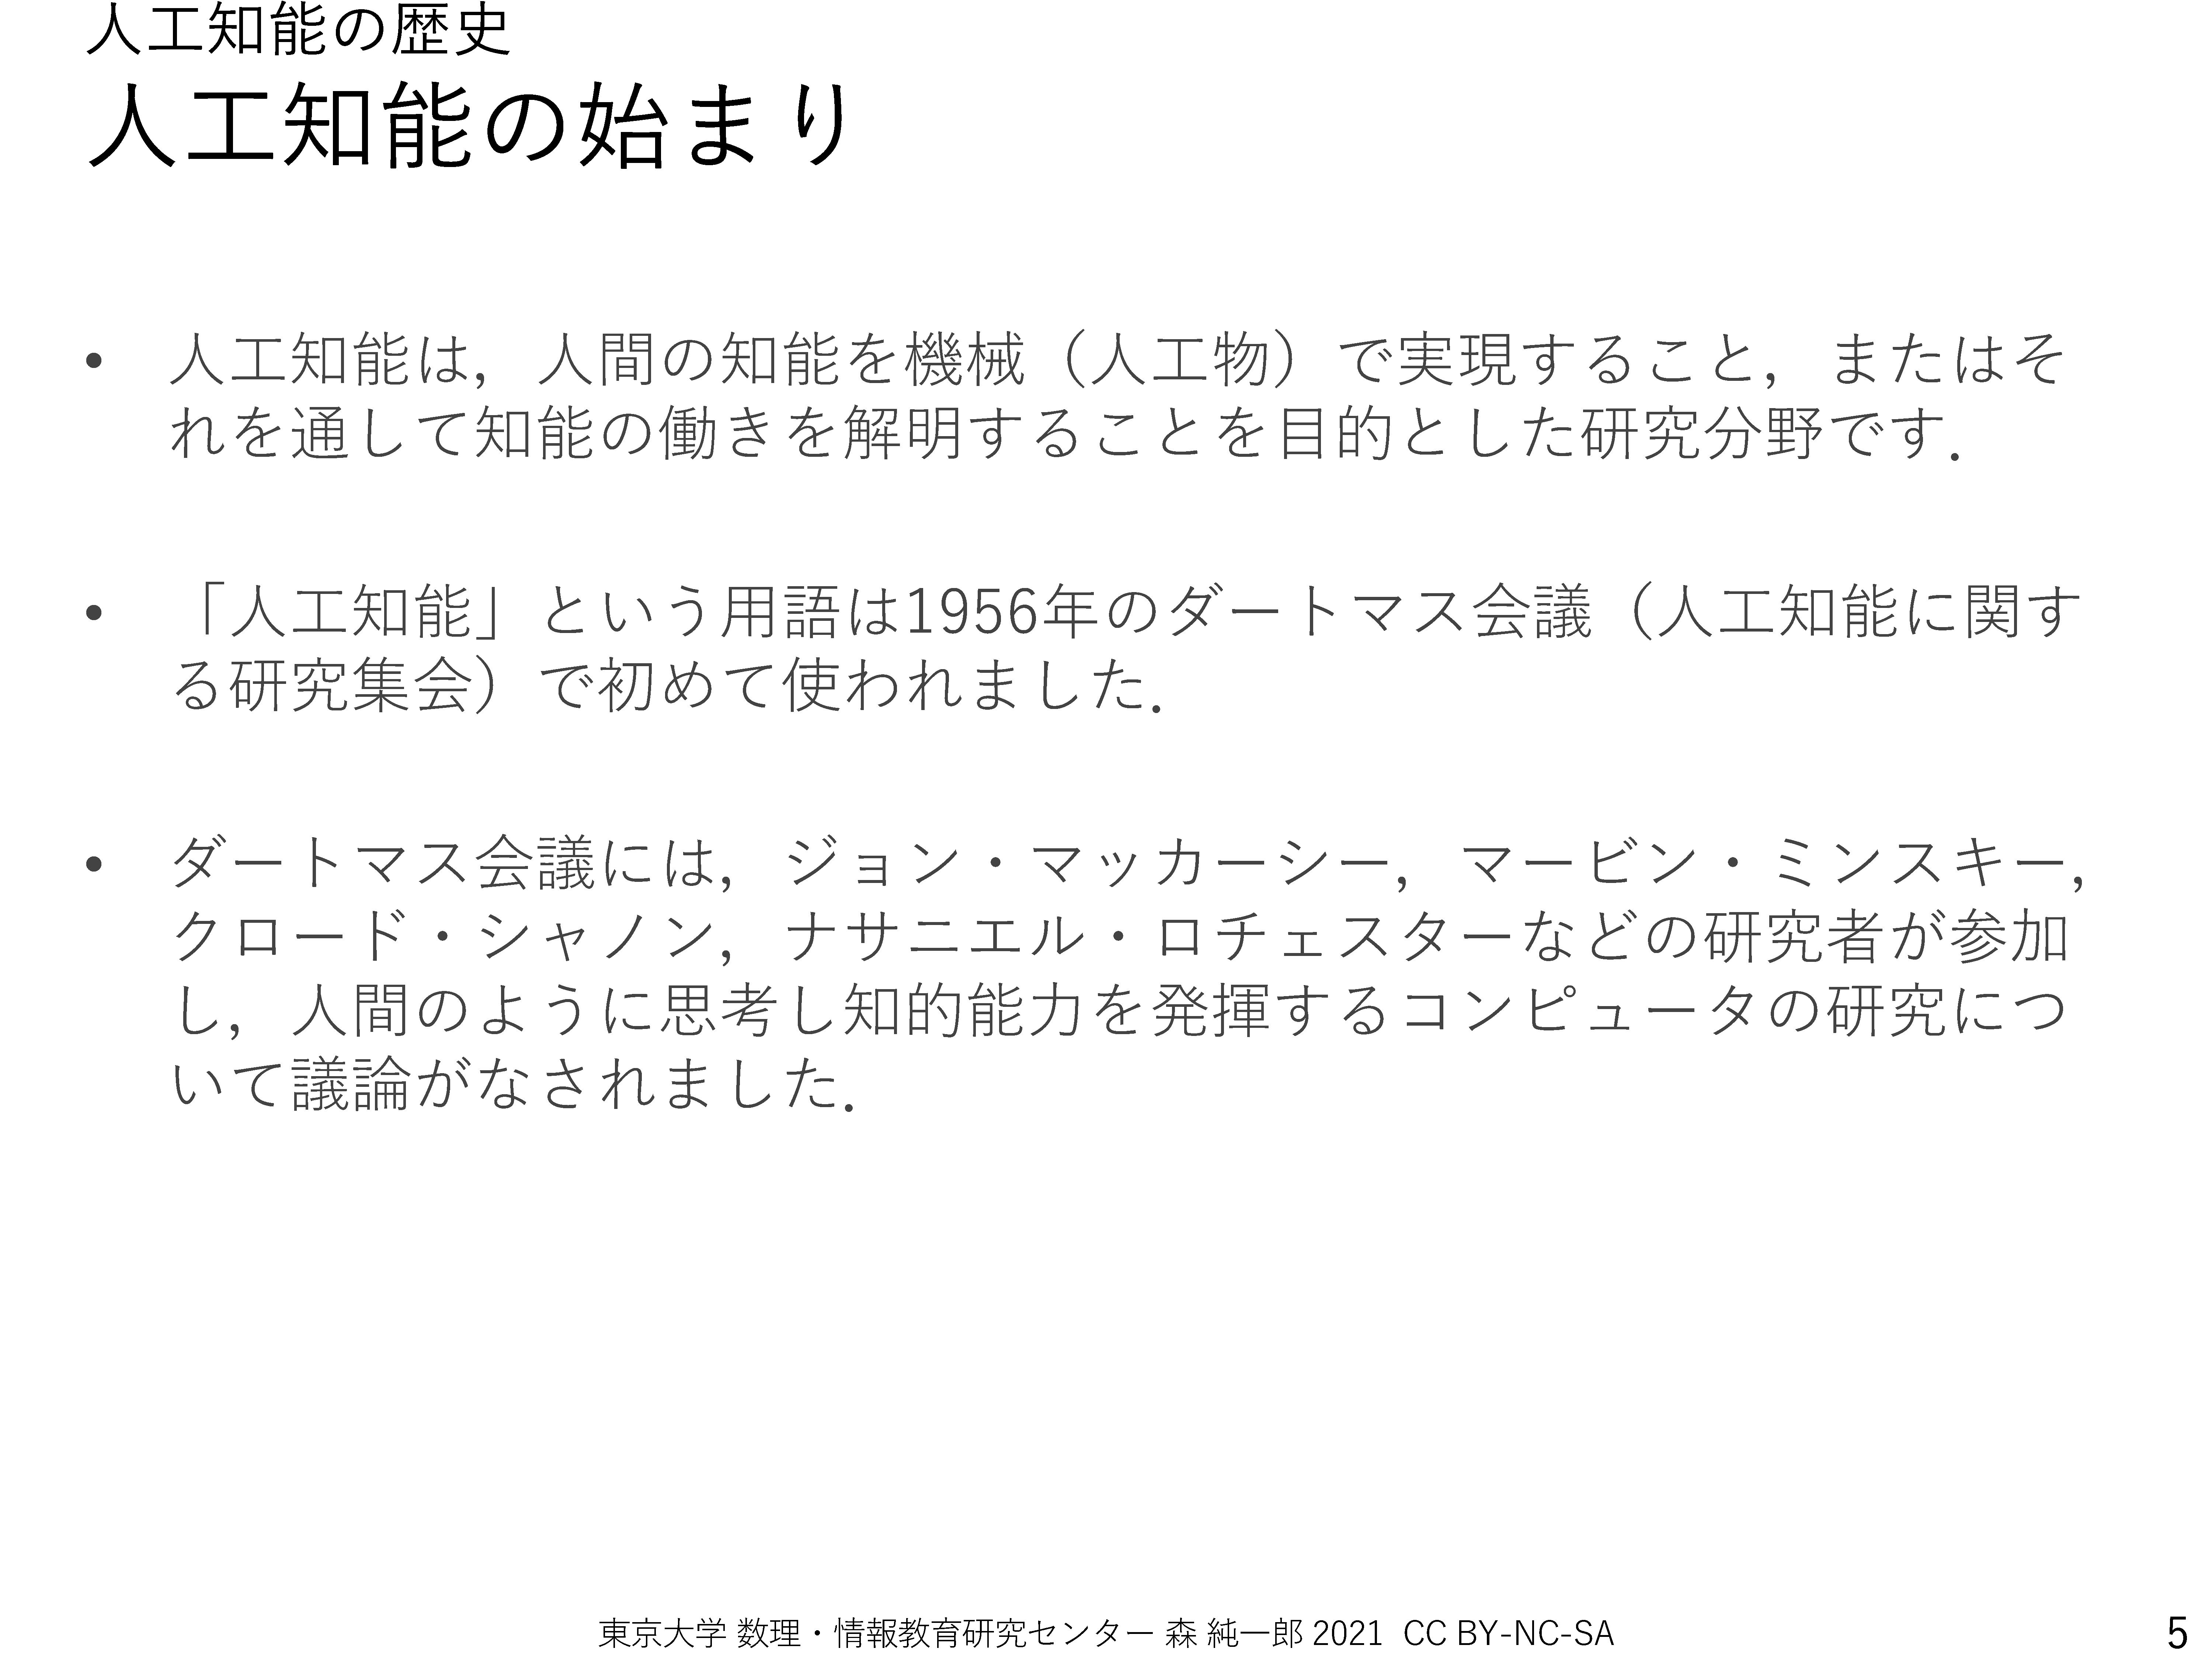 人工知能の歴史
人工知能の始まり
• 人工知能は，人間の知能を機械（人工物）で実現すること，またはそ
れを通して知能の働きを解明することを目的とした研究分野です．
• 「人工知能」という用語は1956年のダートマス会議（人工知能に関す
る研究集会）で初めて使われました．
• ダートマス会議には，ジョン・マッカーシー，マービン・ミンスキー，
クロード・シャノン，ナサニエル・ロチェスターなどの研究者が参加
し，人間のように思考し知的能力を発揮するコンピュータの研究につ
いて議論がなされました．
東京大学 数理・情報教育研究センター 森 純一郎 2021 CC BY-NC-SA
5